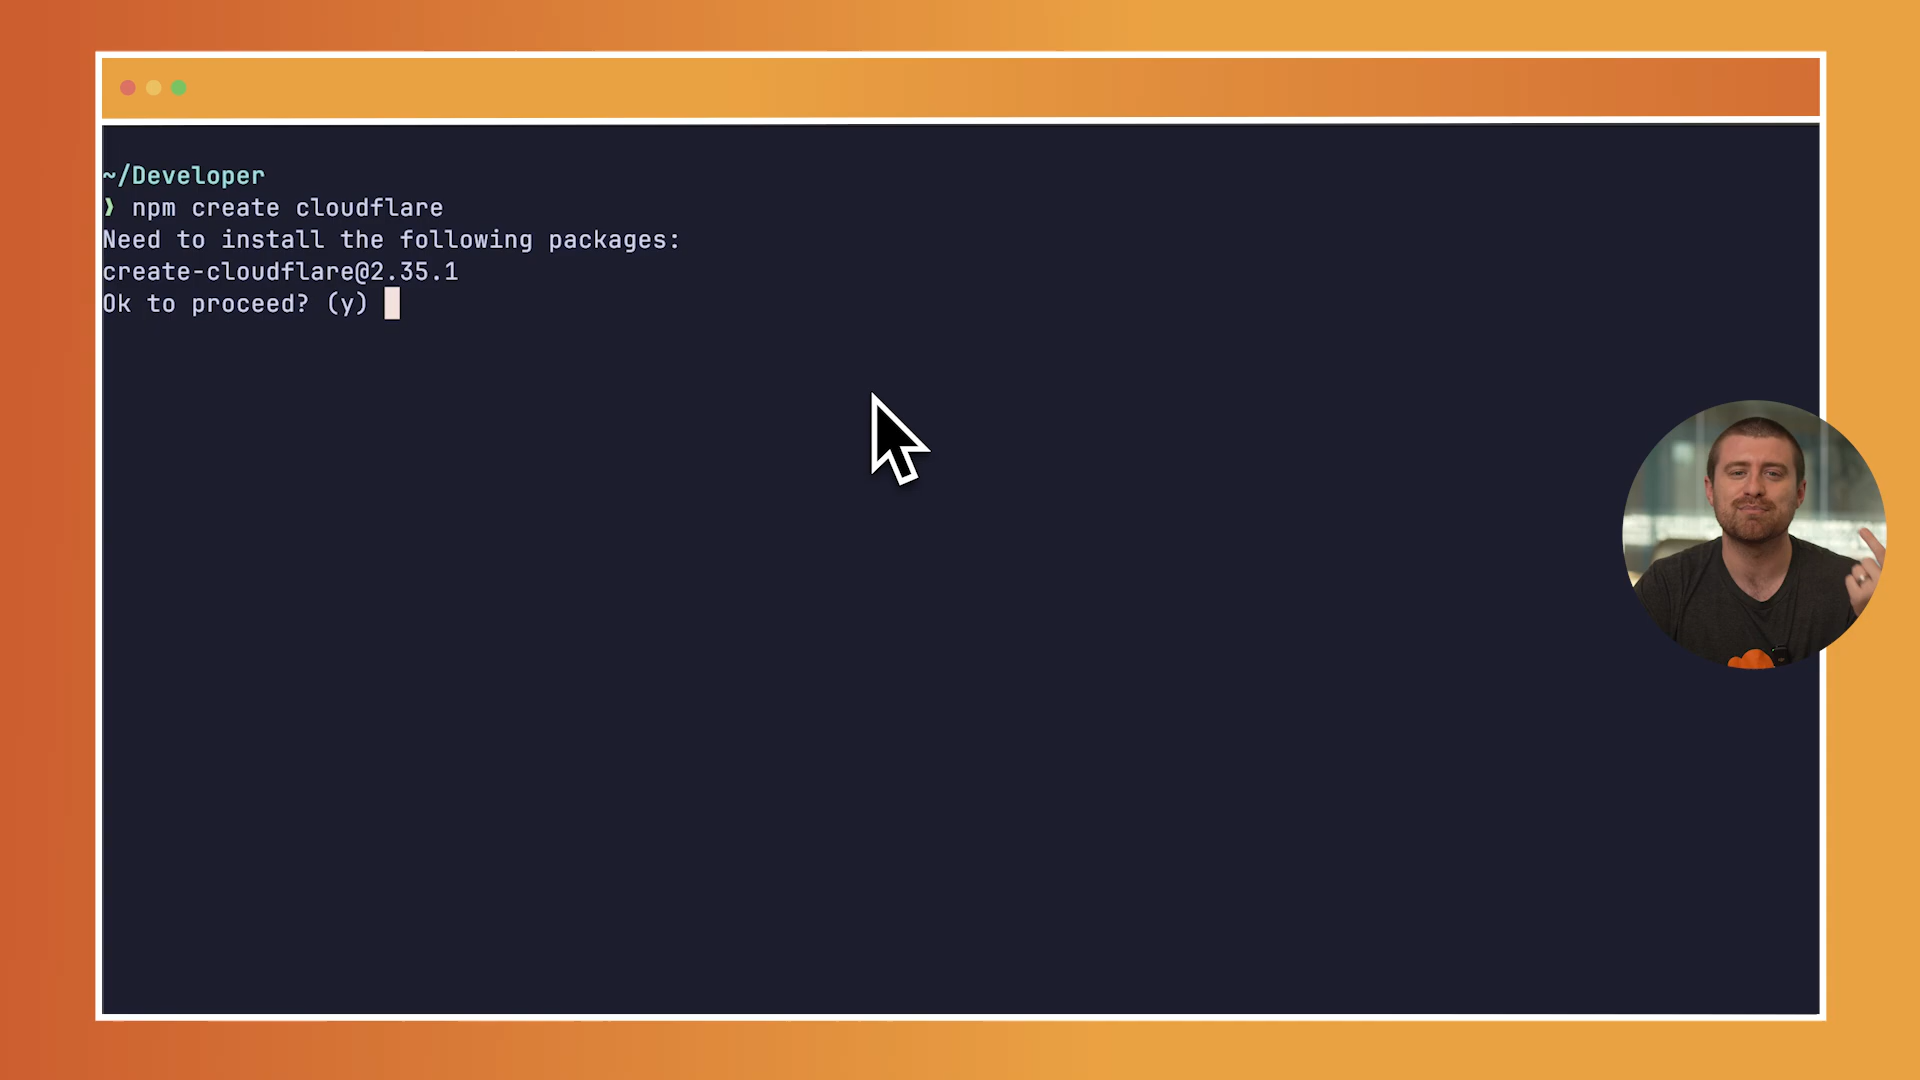 ~/Developer
❯ npm create cloudflare
Need to install the following packages:
create-cloudflare@2.35.1
Ok to proceed? (y)